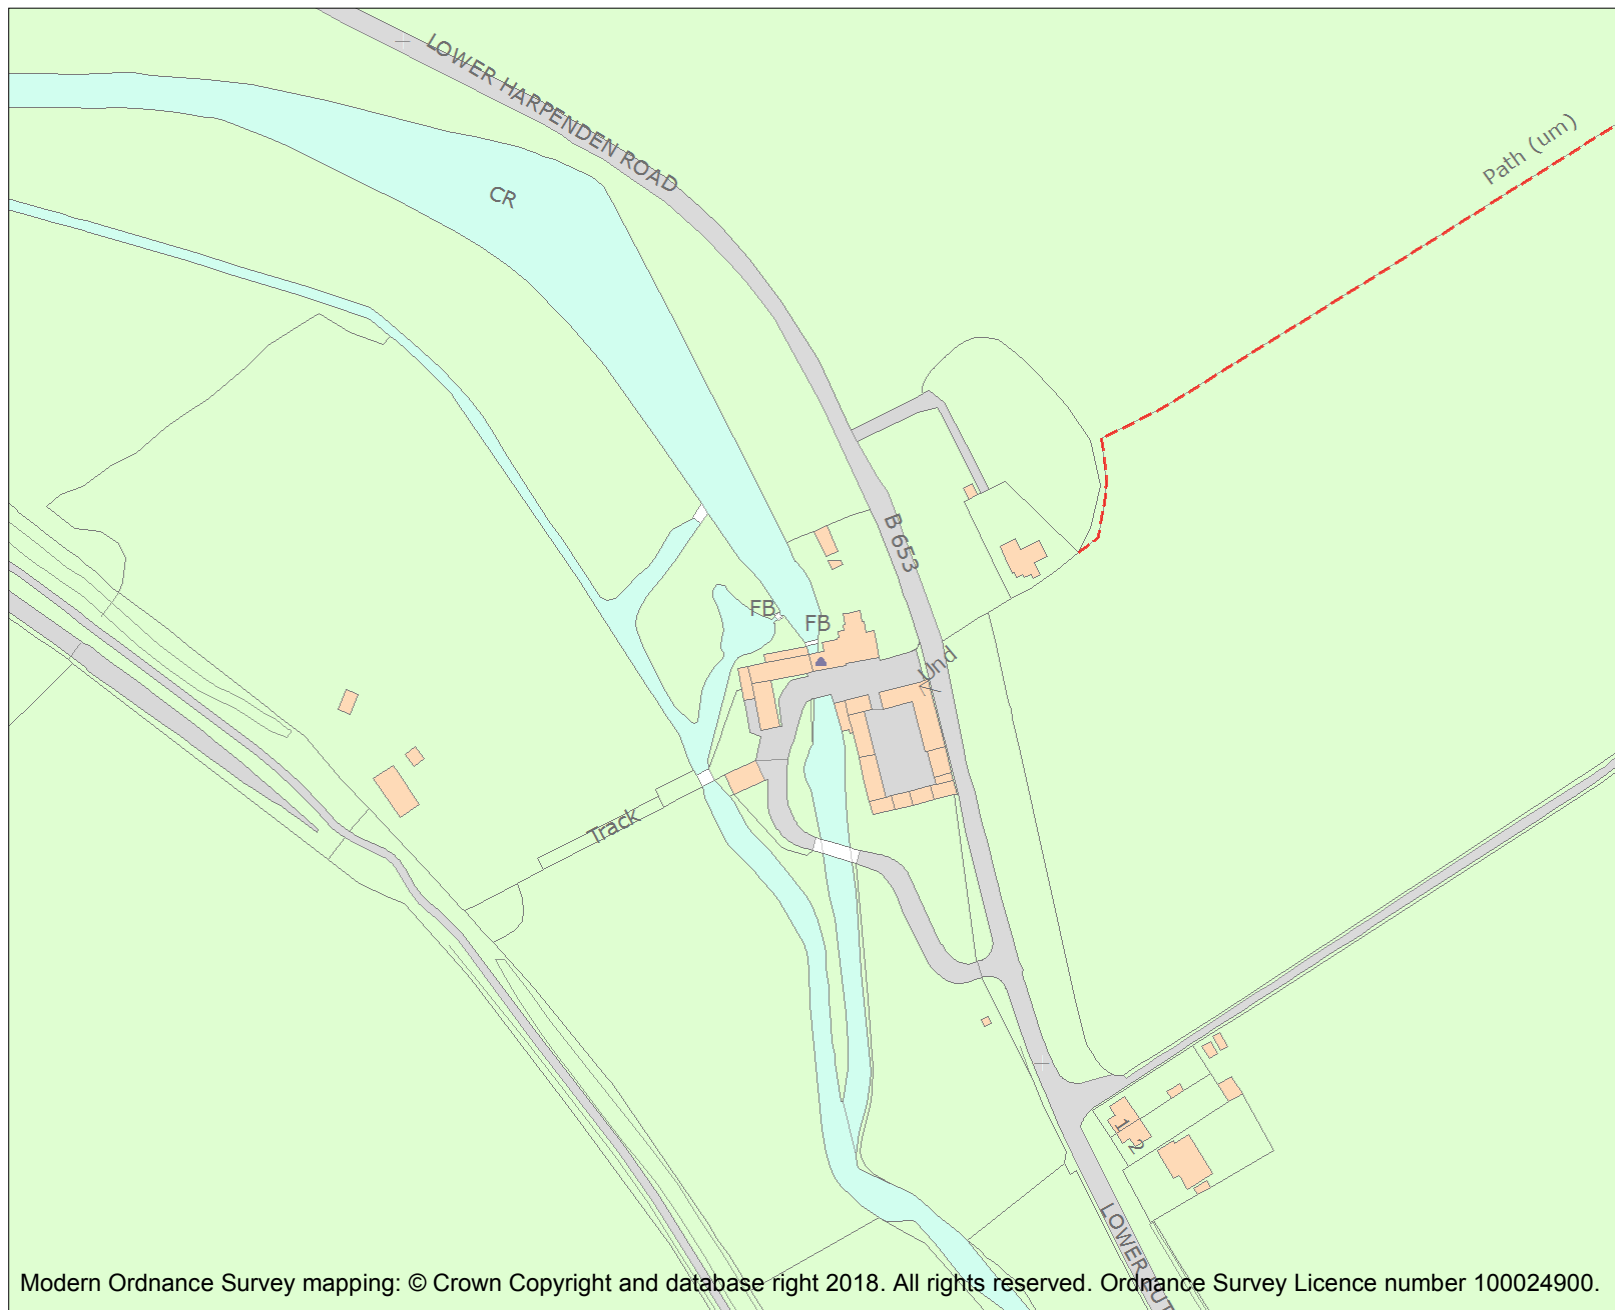 LOWER HARPENDEN ROAD
Path (um)
CR
B 653
FB
FB
Und
Track
1
2
LOWER
Modern Ordnance Survey mapping: © Crown Copyright and database right 2018. All rights reserved. Ordnance Survey Licence number 100024900.